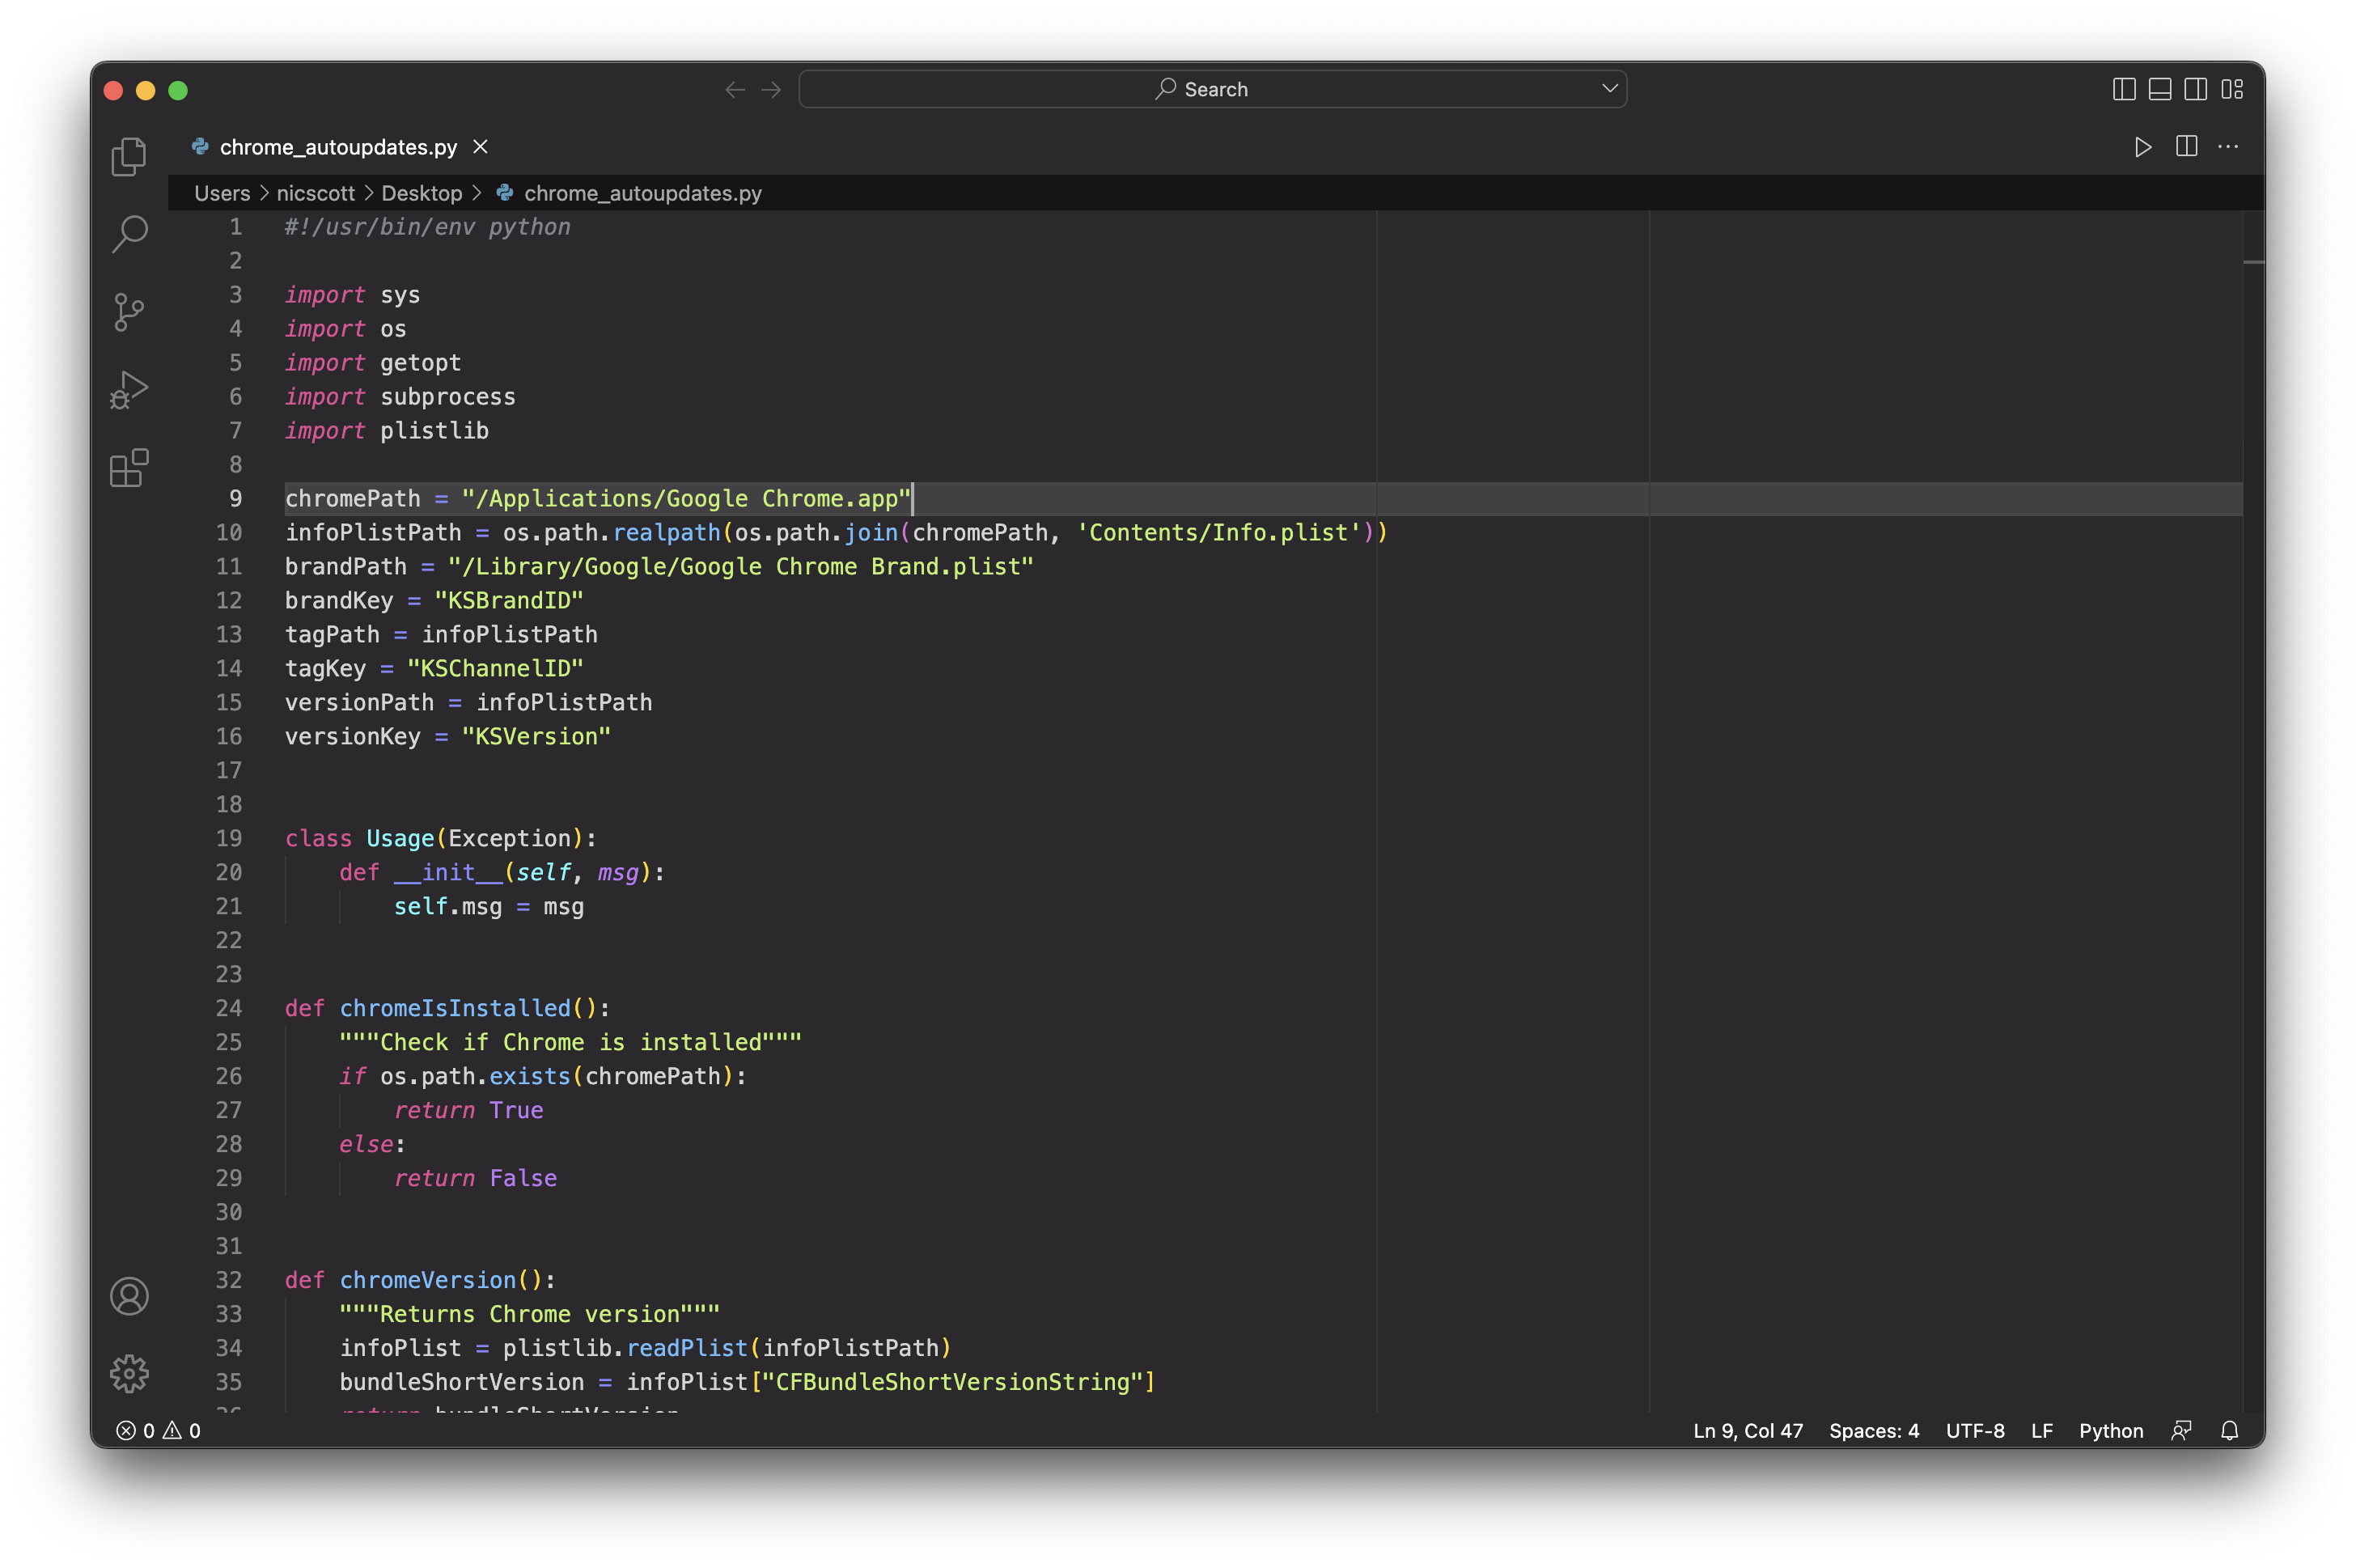 Search
chrome_autoupdates.py
Users > nicscott > Desktop > chrome_autoupdates.py
1 #!/usr/bin/env python
2
3 import sys
4 import os
5 import getopt
6 import subprocess
7 import plistlib
8
9 chromePath = "/Applications/Google Chrome.app"
10 infoPlistPath = os.path.realpath(os.path.join(chromePath, 'Contents/Info.plist'))
11 brandPath = "/Library/Google/Google Chrome Brand.plist"
12 brandKey = "KSBrandID"
13 tagPath = infoPlistPath
14 tagKey = "KSChannelID"
15 versionPath = infoPlistPath
16 versionKey = "KSVersion"
17
18
19 class Usage(Exception):
20     def __init__(self, msg):
21         self.msg = msg
22
23
24 def chromeIsInstalled():
25     """Check if Chrome is installed"""
26     if os.path.exists(chromePath):
27         return True
28     else:
29         return False
30
31
32 def chromeVersion():
33     """Returns Chrome version"""
34     infoPlist = plistlib.readPlist(infoPlistPath)
35     bundleShortVersion = infoPlist["CFBundleShortVersionString"]
36     return bundleShortVersion
0 0 Ln 9, Col 47 Spaces: 4 UTF-8 LF Python